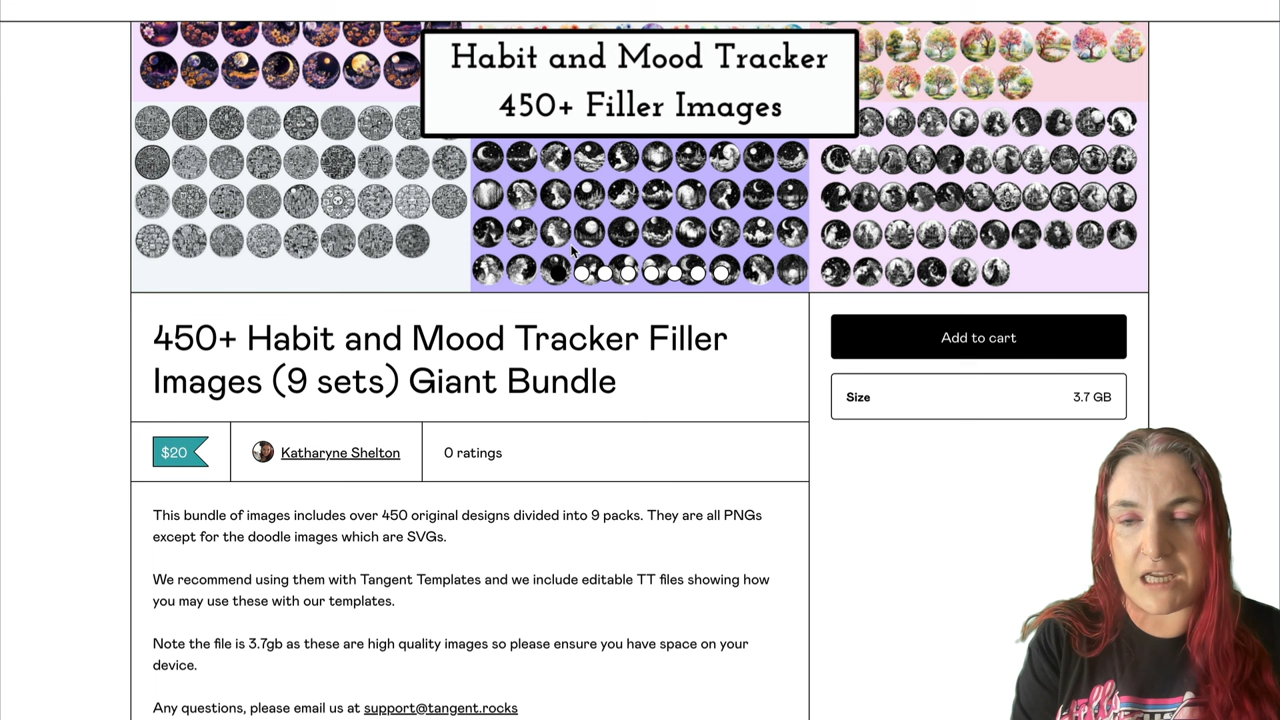 Habit and Mood Tracker
450+ Filler Images
450+ Habit and Mood Tracker Filler
Images (9 sets) Giant Bundle
Add to cart
Size 3.7 GB
$20 Katharyne Shelton 0 ratings
This bundle of images includes over 450 original designs divided into 9 packs. They are all PNGs
except for the doodle images which are SVGs.
We recommend using them with Tangent Templates and we include editable TT files showing how
you may use these with our templates.
Note the file is 3.7gb as these are high quality images so please ensure you have space on your
device.
Any questions, please email us at support@tangent.rocks